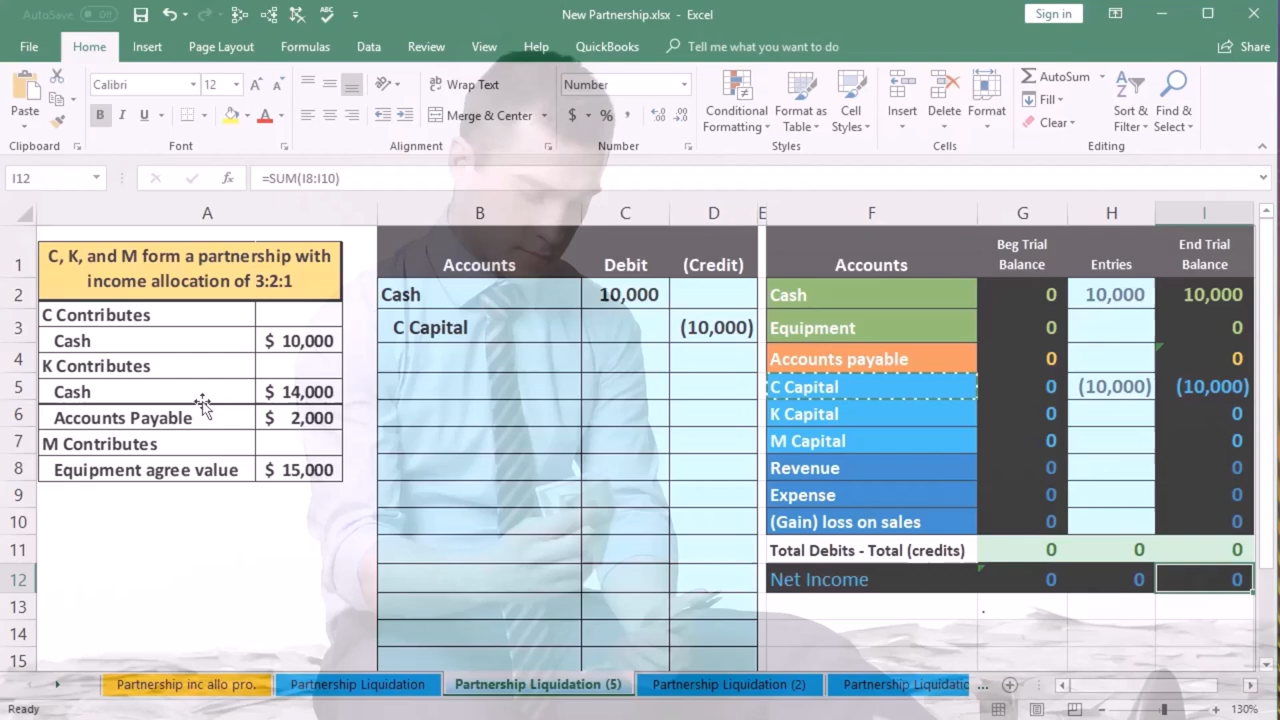 AutoSave Off New Partnership.xlsx - Excel Sign in
File Home Insert Page Layout Formulas Data Review View Help QuickBooks Tell me what you want to do Share
Calibri 12 Wrap Text Number AutoSum
Paste Fill
B I U Merge & Center $ % , Conditional Format as Cell Insert Delete Format Sort & Find &
Formatting Table Styles Clear Filter Select
Clipboard Font Alignment Number Styles Cells Editing
I12 fx =SUM(I8:I10)
A B C D E F G H I
1 C, K, and M form a partnership with Accounts Debit (Credit) Accounts Beg Trial Entries End Trial
income allocation of 3:2:1 Balance Balance
2 C Contributes Cash 10,000 Cash 0 10,000 10,000
3 Cash $ 10,000 C Capital (10,000) Equipment 0 0
4 K Contributes Accounts payable 0 0
5 Cash $ 14,000 C Capital 0 (10,000) (10,000)
6 Accounts Payable $ 2,000 K Capital 0 0
7 M Contributes M Capital 0 0
8 Equipment agree value $ 15,000 Revenue 0 0
9 Expense 0 0
10 (Gain) loss on sales 0 0
11 Total Debits - Total (credits) 0 0 0
12 Net Income 0 0 0
13
14
15
Partnership inc allo pro. Partnership Liquidation Partnership Liquidation (5) Partnership Liquidation (2) Partnership Liquidatic ...
Ready 130%